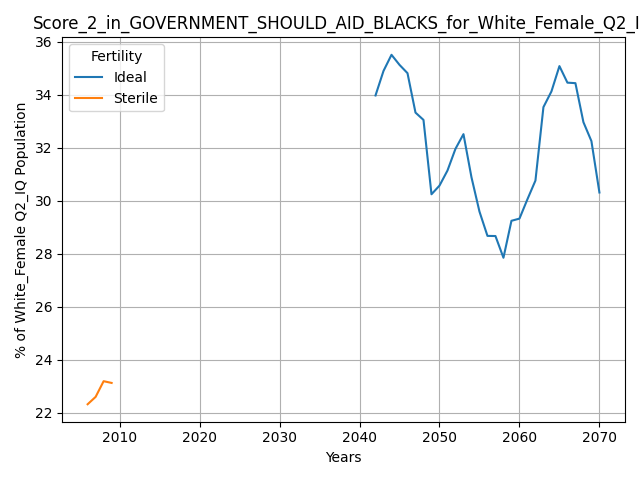 Score_2_in_GOVERNMENT_SHOULD_AID_BLACKS_for_White_Female_Q2_I
Fertility
Ideal
Sterile
36
34
32
30
28
26
24
22
% of White_Female Q2_IQ Population
2010 2020 2030 2040 2050 2060 2070
Years